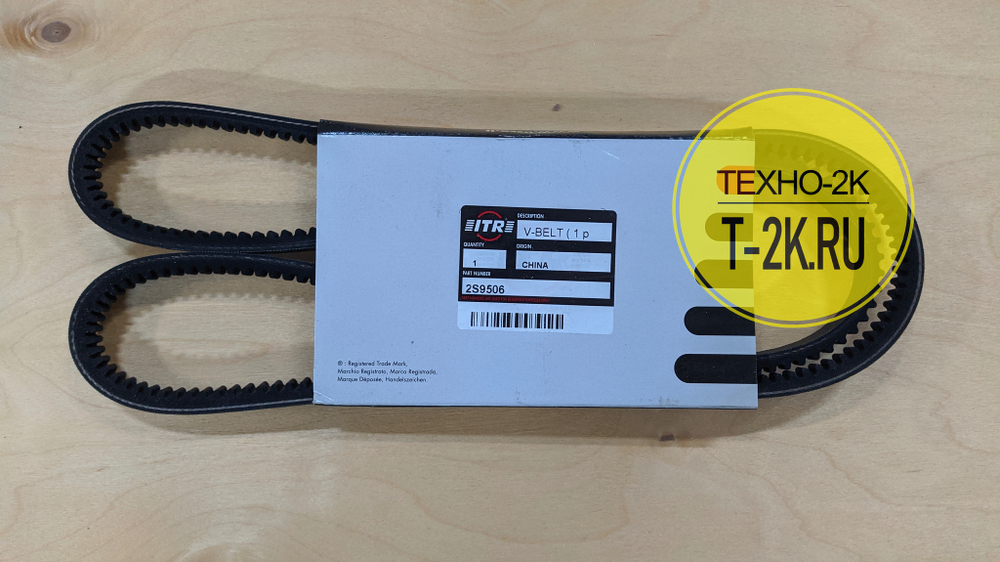 ITR
DESCRIPTION
V-BELT ( 1 p
QUANTITY
ORIGIN
1
CHINA
PART NUMBER
2S9506
® : Registered Trade Mark,
Marchio Registrato, Marca Registrada,
Marque Déposée, Handelszeichen.
ТЕХНО-2К
T-2K.RU